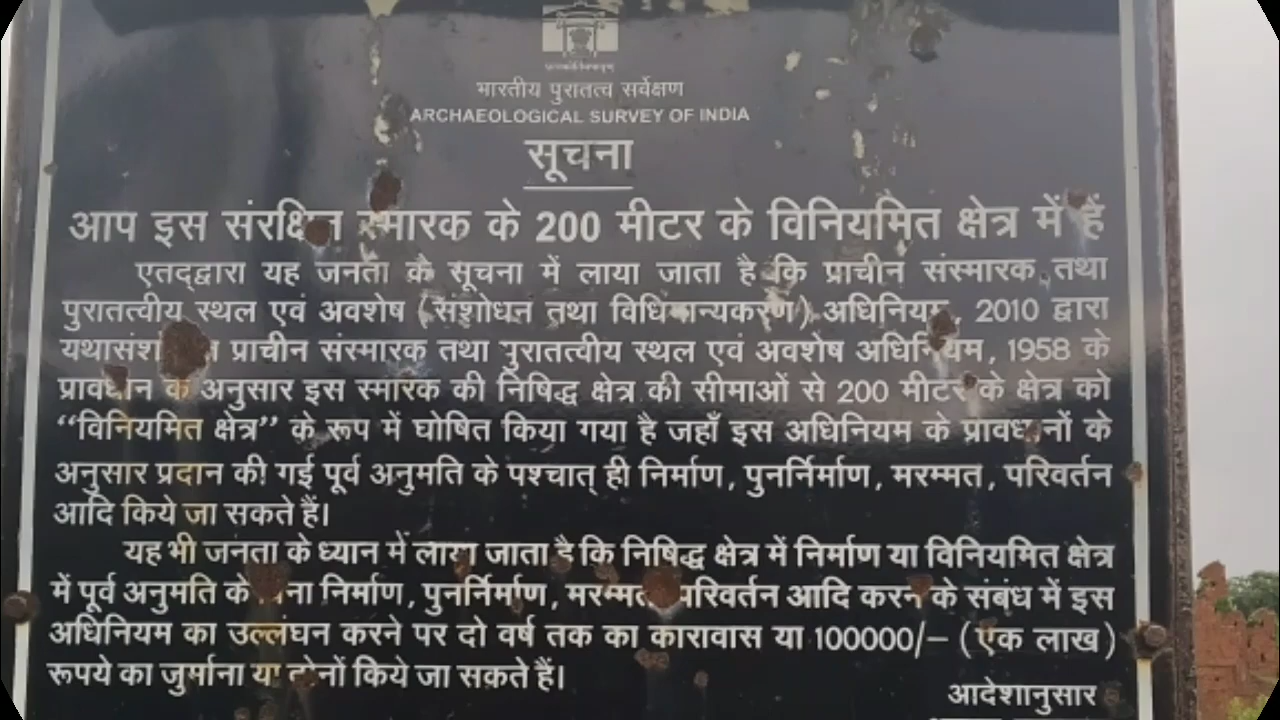 भारतीय पुरातत्व सर्वेक्षण
ARCHAEOLOGICAL SURVEY OF INDIA
सूचना
आप इस संरक्षित स्मारक के 200 मीटर के विनियमित क्षेत्र में हैं
एतद्द्वारा यह जनता के सूचना में लाया जाता है कि प्राचीन संस्मारक तथा
पुरातत्वीय स्थल एवं अवशेष (संशोधन तथा विधिमान्यकरण) अधिनियम, 2010 द्वारा
प्राचीन संस्मारक तथा पुरातत्वीय स्थल एवं अवशेष अधिनियम, 1958 के
प्रावधान के अनुसार इस स्मारक की निषिद्ध क्षेत्र की सीमाओं से 200 मीटर के क्षेत्र को
“विनियमित क्षेत्र” के रूप में घोषित किया गया है जहाँ इस अधिनियम के प्रावधानों के
अनुसार प्रदान की गई पूर्व अनुमति के पश्चात् ही निर्माण, पुनर्निर्माण, मरम्मत, परिवर्तन
आदि किये जा सकते हैं।
यह भी जनता के ध्यान में लाया जाता है कि निषिद्ध क्षेत्र में निर्माण या विनियमित क्षेत्र
में पूर्व अनुमति के बिना निर्माण, पुनर्निर्माण, मरम्मत, परिवर्तन आदि करने के संबंध में इस
अधिनियम का उल्लंघन करने पर दो वर्ष तक का कारावास या 100000/– (एक लाख)
रूपये का जुर्माना या दोनों किये जा सकते हैं।
आदेशानुसार